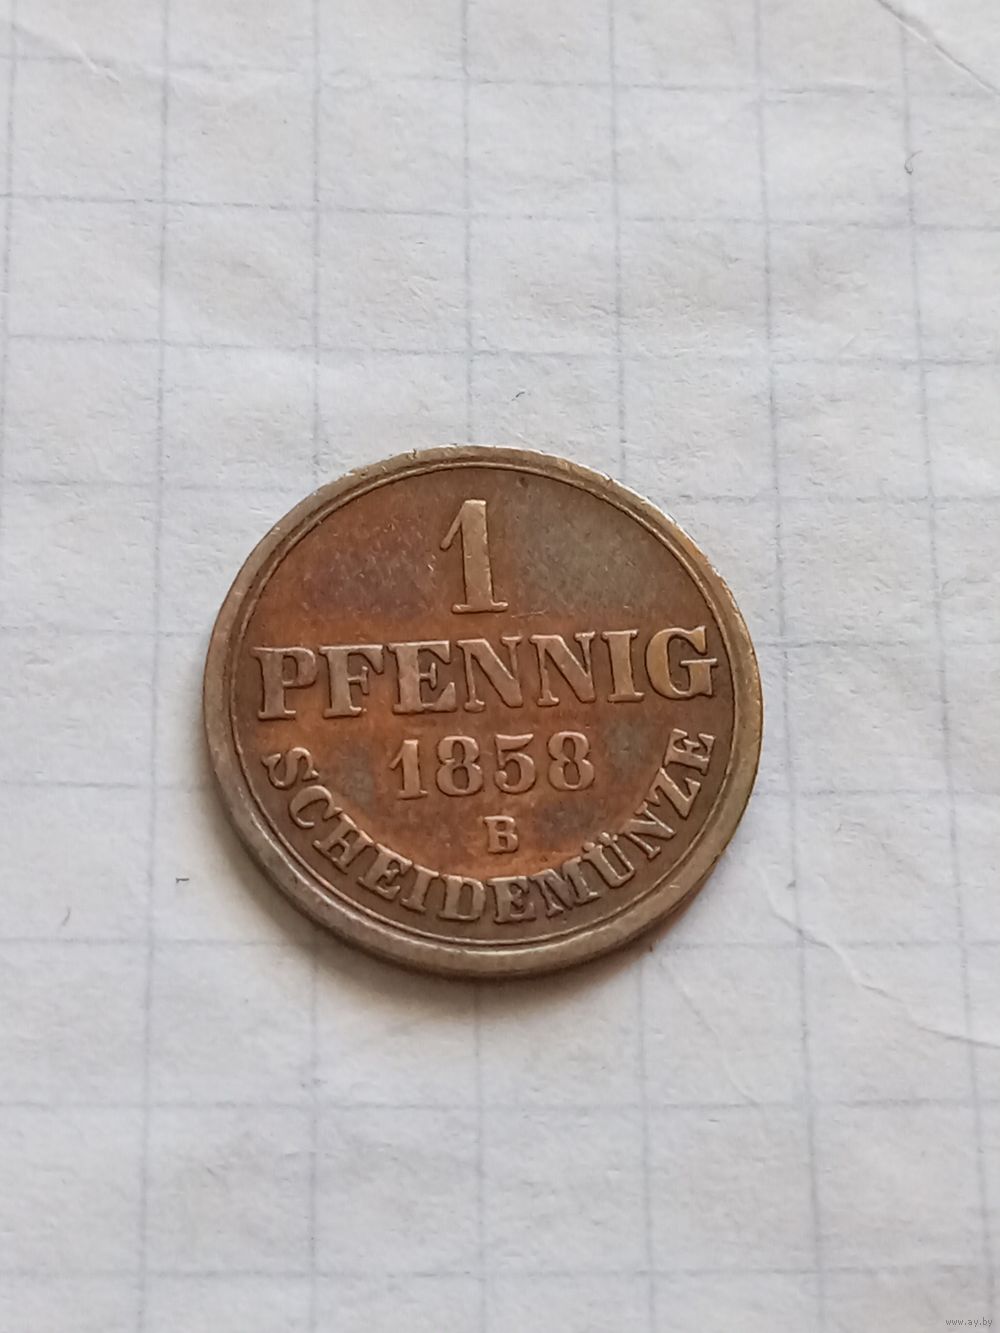 1
PFENNIG
1858
B
SCHEIDEMÜNZE
www.ay.by